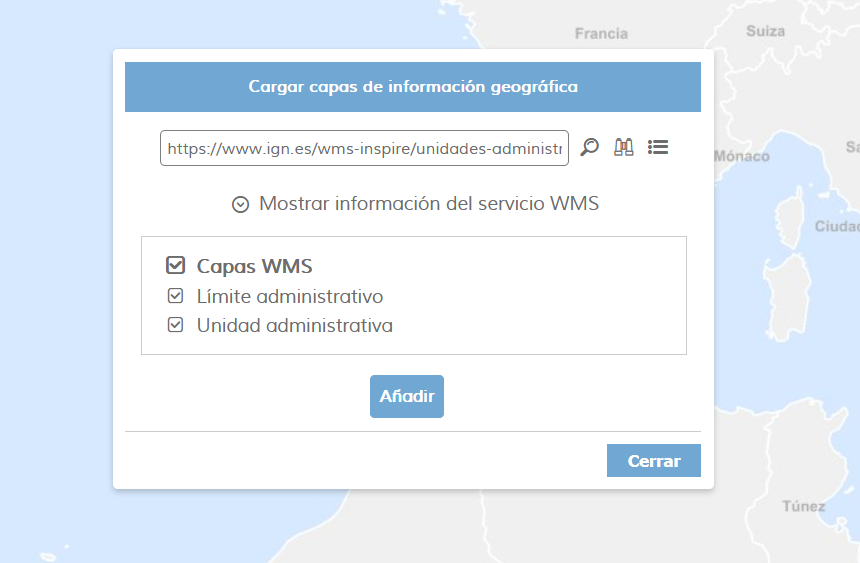 Francia
Suiza
Cargar capas de información geográfica
https://www.ign.es/wms-inspire/unidades-administr
Mónaco
Mostrar información del servicio WMS
Ciudad
Capas WMS
Límite administrativo
Unidad administrativa
Añadir
Cerrar
Túnez